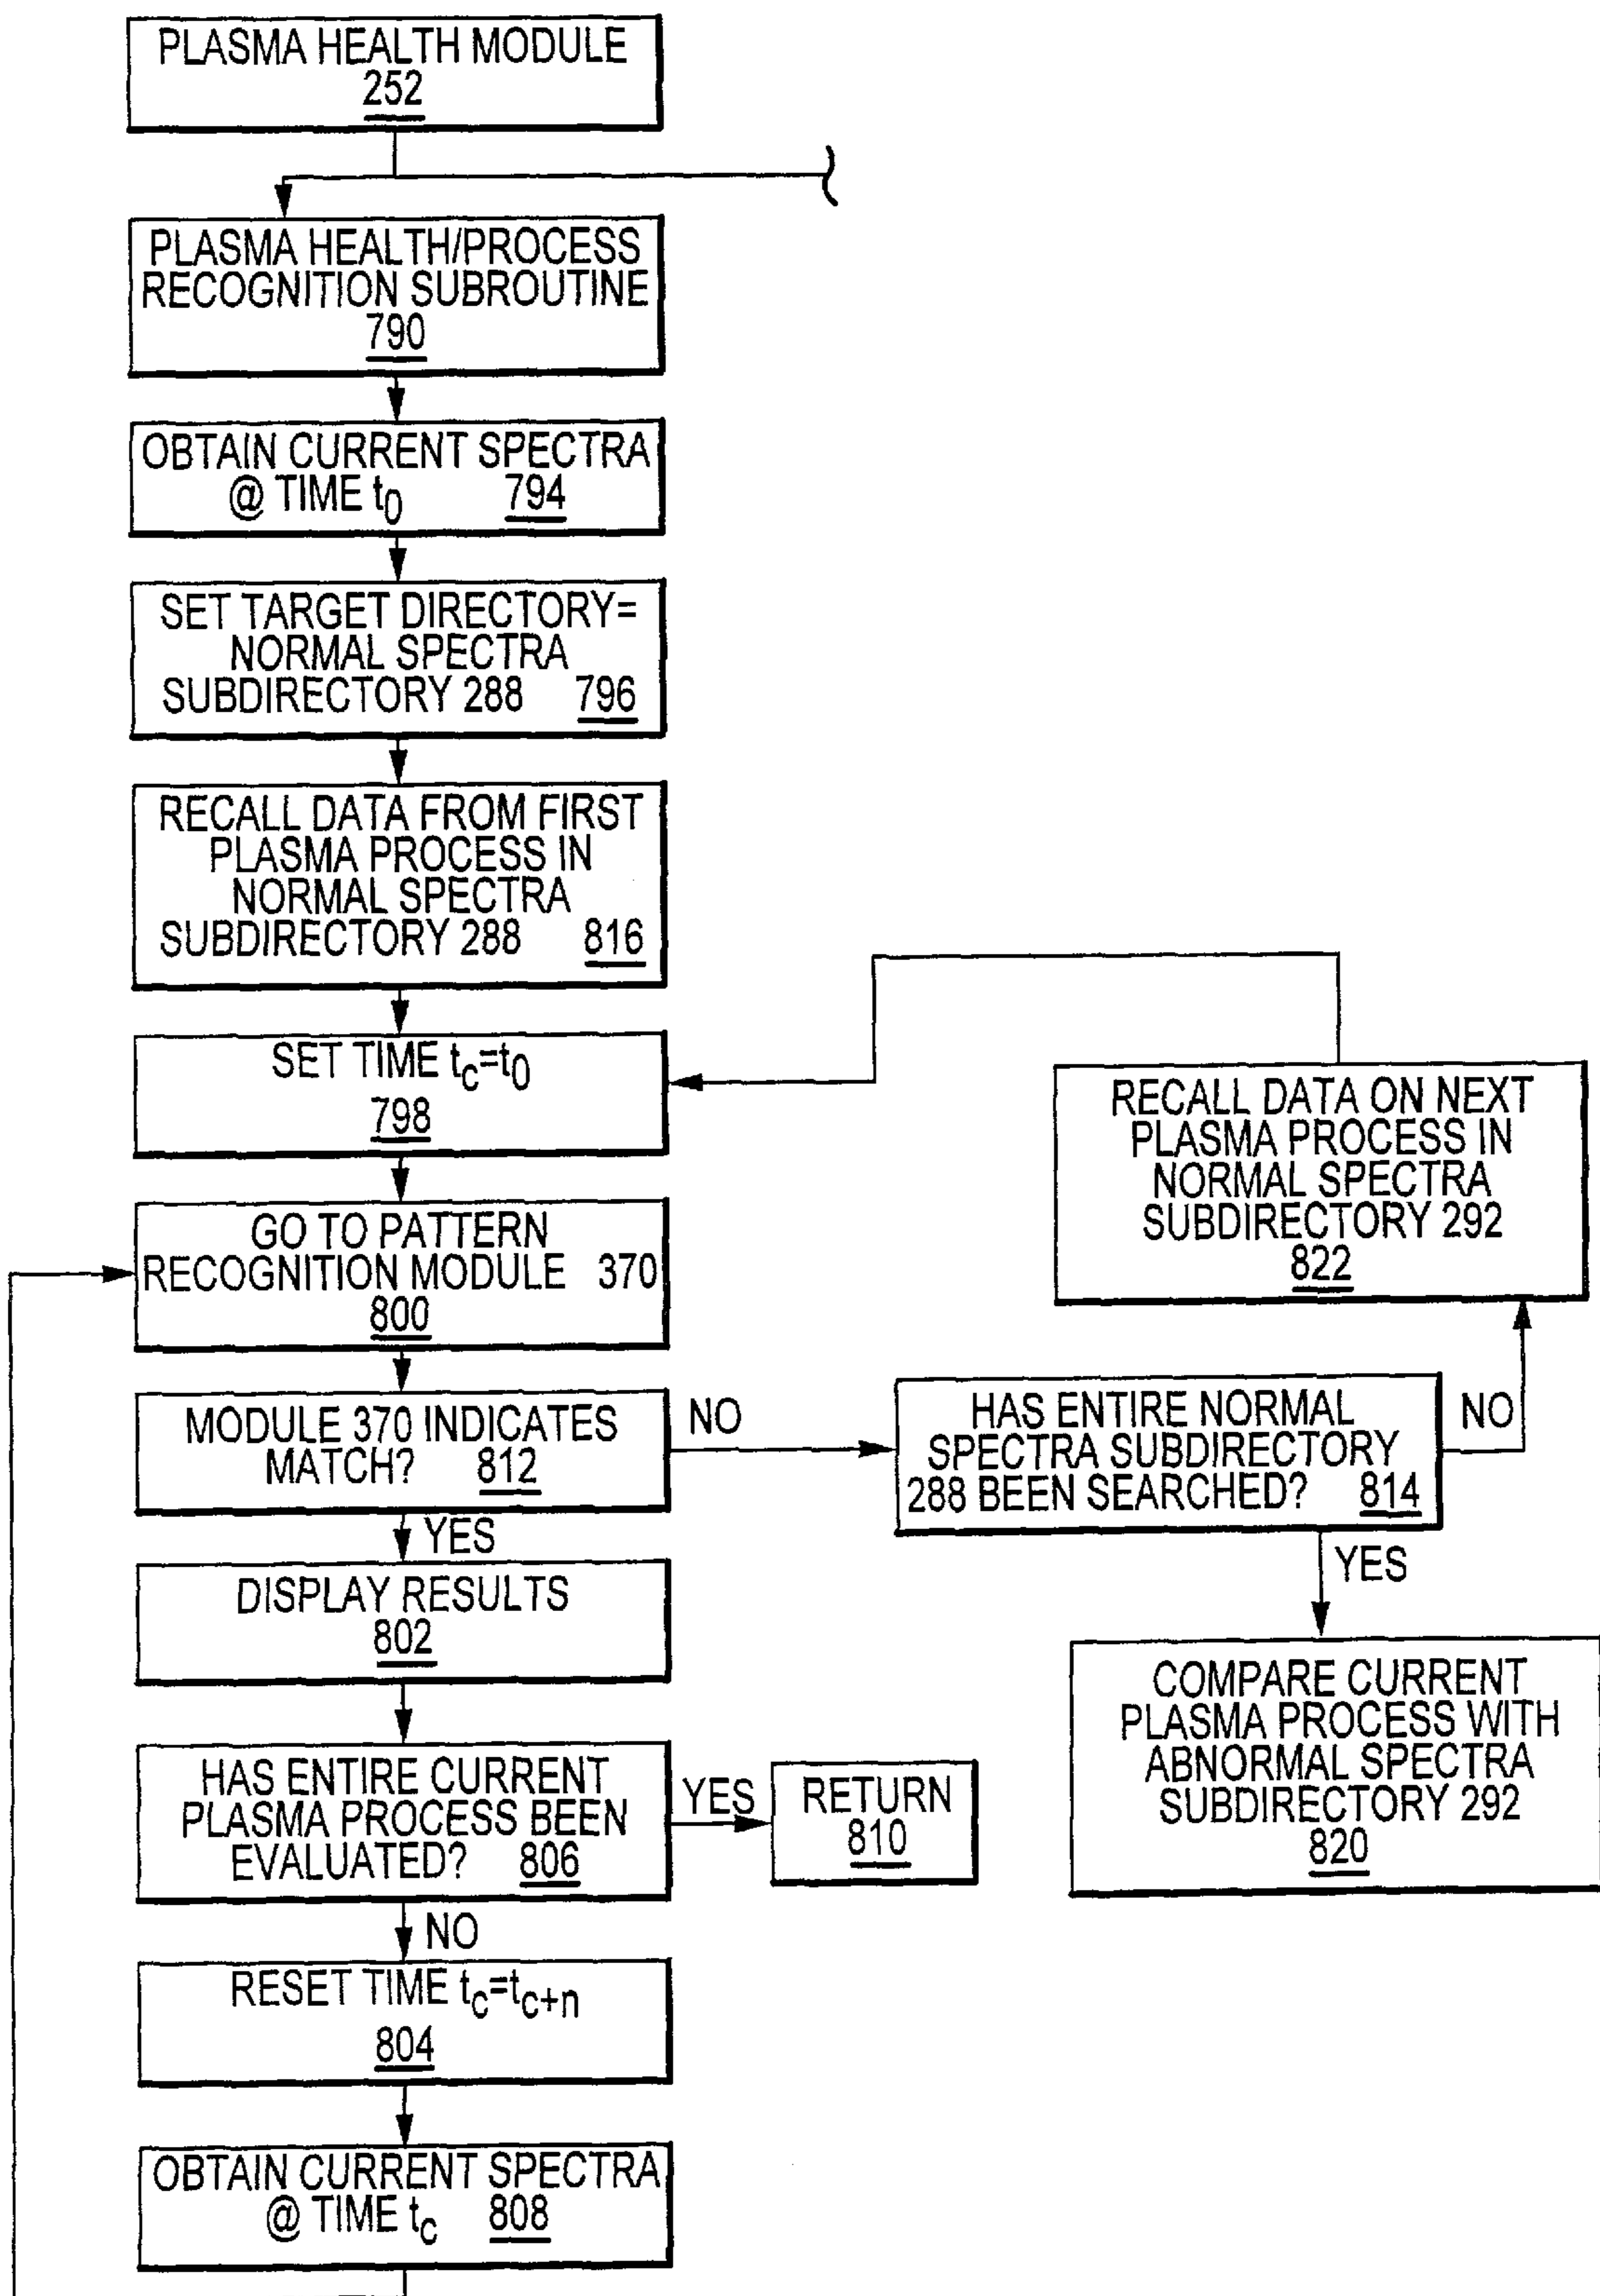 PLASMA HEALTH MODULE
252
PLASMA HEALTH/PROCESS
RECOGNITION SUBROUTINE
790
OBTAIN CURRENT SPECTRA
@ TIME t0 794
SET TARGET DIRECTORY=
NORMAL SPECTRA
SUBDIRECTORY 288 796
RECALL DATA FROM FIRST
PLASMA PROCESS IN
NORMAL SPECTRA
SUBDIRECTORY 288 816
SET TIME tc=t0
798
RECALL DATA ON NEXT
PLASMA PROCESS IN
NORMAL SPECTRA
SUBDIRECTORY 292
822
GO TO PATTERN
RECOGNITION MODULE 370
800
MODULE 370 INDICATES
MATCH? 812
NO
HAS ENTIRE NORMAL
SPECTRA SUBDIRECTORY
288 BEEN SEARCHED? 814
NO
YES
YES
DISPLAY RESULTS
802
COMPARE CURRENT
PLASMA PROCESS WITH
ABNORMAL SPECTRA
SUBDIRECTORY 292
820
HAS ENTIRE CURRENT
PLASMA PROCESS BEEN
EVALUATED? 806
YES
RETURN
810
NO
RESET TIME tc=tc+n
804
OBTAIN CURRENT SPECTRA
@ TIME tc 808